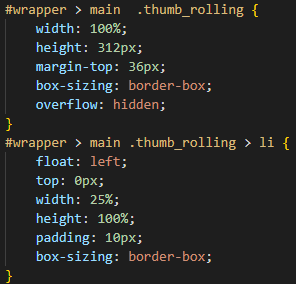 #wrapper > main  .thumb_rolling {
    width: 100%;
    height: 312px;
    margin-top: 36px;
    box-sizing: border-box;
    overflow: hidden;
}
#wrapper > main .thumb_rolling > li {
    float: left;
    top: 0px;
    width: 25%;
    height: 100%;
    padding: 10px;
    box-sizing: border-box;
}